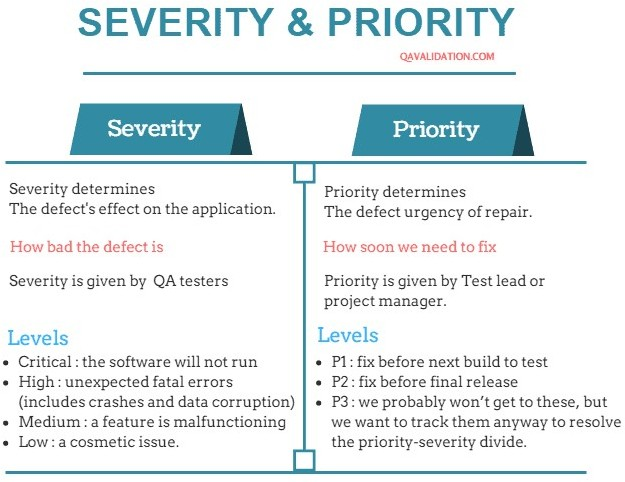 SEVERITY & PRIORITY
QAVALIDATION.COM
Severity
Severity determines
The defect's effect on the application.
How bad the defect is
Severity is given by QA testers
Levels
• Critical : the software will not run
• High : unexpected fatal errors
(includes crashes and data corruption)
• Medium : a feature is malfunctioning
• Low : a cosmetic issue.
Priority
Priority determines
The defect urgency of repair.
How soon we need to fix
Priority is given by Test lead or
project manager.
Levels
• P1 : fix before next build to test
• P2 : fix before final release
• P3 : we probably won’t get to these, but
we want to track them anyway to resolve
the priority-severity divide.